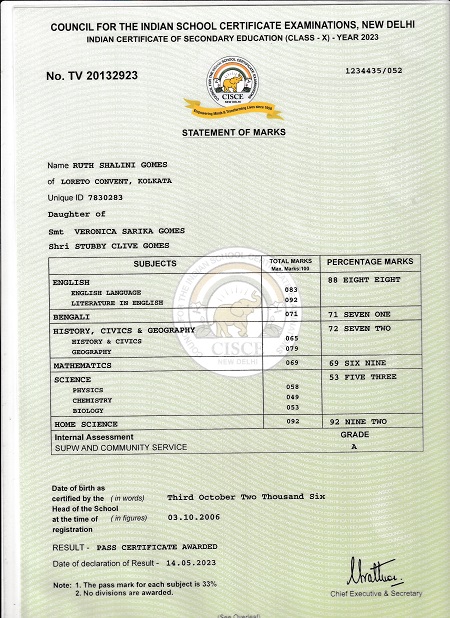 COUNCIL FOR THE INDIAN SCHOOL CERTIFICATE EXAMINATIONS, NEW DELHI
INDIAN CERTIFICATE OF SECONDARY EDUCATION (CLASS - X) - YEAR 2023
No. TV 20132923
1234435/052
CISCE
NEW DELHI
STATEMENT OF MARKS
Name RUTH SHALINI GOMES
of LORETO CONVENT, KOLKATA
Unique ID 7830283
Daughter of
Smt VERONICA SARIKA GOMES
Shri STUBBY CLIVE GOMES
SUBJECTS TOTAL MARKS PERCENTAGE MARKS
Max. Marks:100
ENGLISH 88 EIGHT EIGHT
ENGLISH LANGUAGE 083
LITERATURE IN ENGLISH 092
BENGALI 071 71 SEVEN ONE
HISTORY, CIVICS & GEOGRAPHY 72 SEVEN TWO
HISTORY & CIVICS 065
GEOGRAPHY 079
MATHEMATICS 069 69 SIX NINE
SCIENCE 53 FIVE THREE
PHYSICS 058
CHEMISTRY 049
BIOLOGY 053
HOME SCIENCE 092 92 NINE TWO
Internal Assessment GRADE
SUPW AND COMMUNITY SERVICE A
CISCE
NEW DELHI
Date of birth as
certified by the (in words) Third October Two Thousand Six
Head of the School
at the time of (in figures) 03.10.2006
registration
RESULT - PASS CERTIFICATE AWARDED
Date of declaration of Result - 14.05.2023
Note: 1. The pass mark for each subject is 33%
2. No divisions are awarded.
Chief Executive & Secretary